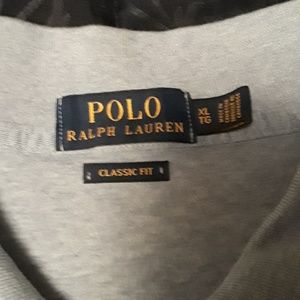 POLO
RALPH LAUREN
XL
TG
CLASSIC FIT